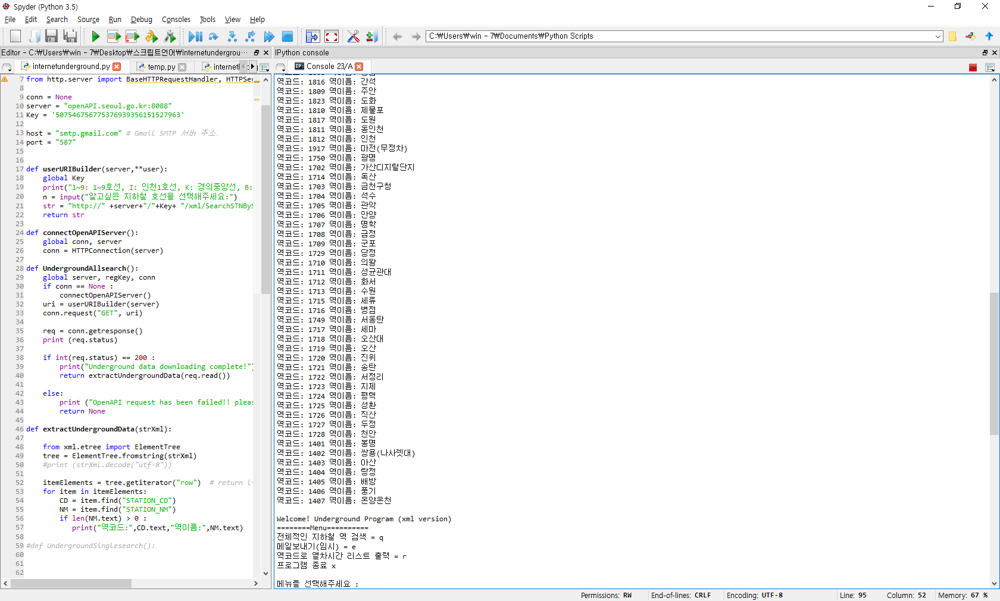 Spyder (Python 3.5)
File Edit Search Source Run Debug Consoles Tools View Help
C:₩Users₩win - 7₩Documents₩Python Scripts
Editor - C:₩Users₩win - 7₩Desktop₩스크립트언어₩internetundergrou···
internetunderground.py temp.py internetl
7 from http.server import BaseHTTPRequestHandler, HTTPSer
8
9 conn = None
10 server = "openAPI.seoul.go.kr:8088"
11 Key = '5075467567753769393561515279​63'
12
13 host = "smtp.gmail.com" # Gmail SMTP 서버 주소.
14 port = "587"
15
16
17 def userURIBuilder(server,**user):
18 global Key
19 print("1~9: 1~9호선, I: 인천1호선, K: 경의중앙선, B:
20 n = input("알고싶은 지하철 호선을 선택해주세요:")
21 str = "http://" +server+"/"+Key+ "/xml/SearchSTNByS
22 return str
23
24 def connectOpenAPIServer():
25 global conn, server
26 conn = HTTPConnection(server)
27
28 def UndergroundAllsearch():
29 global server, regKey, conn
30 if conn == None :
31 connectOpenAPIServer()
32 uri = userURIBuilder(server)
33 conn.request("GET", uri)
34
35 req = conn.getresponse()
36 print (req.status)
37
38 if int(req.status) == 200 :
39 print("Underground data downloading complete!")
40 return extractUndergroundData(req.read())
41
42 else:
43 print ("OpenAPI request has been failed!! pleas
44 return None
45
46 def extractUndergroundData(strXml):
47
48 from xml.etree import ElementTree
49 tree = ElementTree.fromstring(strXml)
50 #print (strXml.decode("utf-8"))
51
52 itemElements = tree.getiterator("row") # return li
53 for item in itemElements:
54 CD = item.find("STATION_CD")
55 NM = item.find("STATION_NM")
56 if len(NM.text) > 0 :
57 print("역코드:",CD.text,"역이름:",NM.text)
58
59 #def UndergroundSinglesearch():
60
61
62
IPython console
IP: Console 23/A
역코드: 1816 역이름: 간석
역코드: 1809 역이름: 주안
역코드: 1823 역이름: 도화
역코드: 1810 역이름: 제물포
역코드: 1817 역이름: 도원
역코드: 1811 역이름: 동인천
역코드: 1812 역이름: 인천
역코드: 1917 역이름: 마전(무정차)
역코드: 1750 역이름: 광명
역코드: 1702 역이름: 가산디지털단지
역코드: 1714 역이름: 독산
역코드: 1703 역이름: 금천구청
역코드: 1704 역이름: 석수
역코드: 1705 역이름: 관악
역코드: 1706 역이름: 안양
역코드: 1707 역이름: 명학
역코드: 1708 역이름: 금정
역코드: 1709 역이름: 군포
역코드: 1729 역이름: 당정
역코드: 1710 역이름: 의왕
역코드: 1711 역이름: 성균관대
역코드: 1712 역이름: 화서
역코드: 1713 역이름: 수원
역코드: 1715 역이름: 세류
역코드: 1716 역이름: 병점
역코드: 1749 역이름: 서동탄
역코드: 1717 역이름: 세마
역코드: 1718 역이름: 오산대
역코드: 1719 역이름: 오산
역코드: 1720 역이름: 진위
역코드: 1721 역이름: 송탄
역코드: 1722 역이름: 서정리
역코드: 1723 역이름: 지제
역코드: 1724 역이름: 평택
역코드: 1725 역이름: 성환
역코드: 1726 역이름: 직산
역코드: 1727 역이름: 두정
역코드: 1728 역이름: 천안
역코드: 1401 역이름: 봉명
역코드: 1402 역이름: 쌍용(나사렛대)
역코드: 1403 역이름: 아산
역코드: 1404 역이름: 탕정
역코드: 1405 역이름: 배방
역코드: 1406 역이름: 풍기
역코드: 1407 역이름: 온양온천
Welcome! Underground Program (xml version)
========Menu==========
전체적인 지하철 역 검색 = q
메일보내기(임시) = e
역코드로 열차시간 리스트 출력 = r
프로그램 종료 x
메뉴를 선택해주세요 :
Permissions: RW End-of-lines: CRLF Encoding: UTF-8 Line: 95 Column: 52 Memory: 67 %